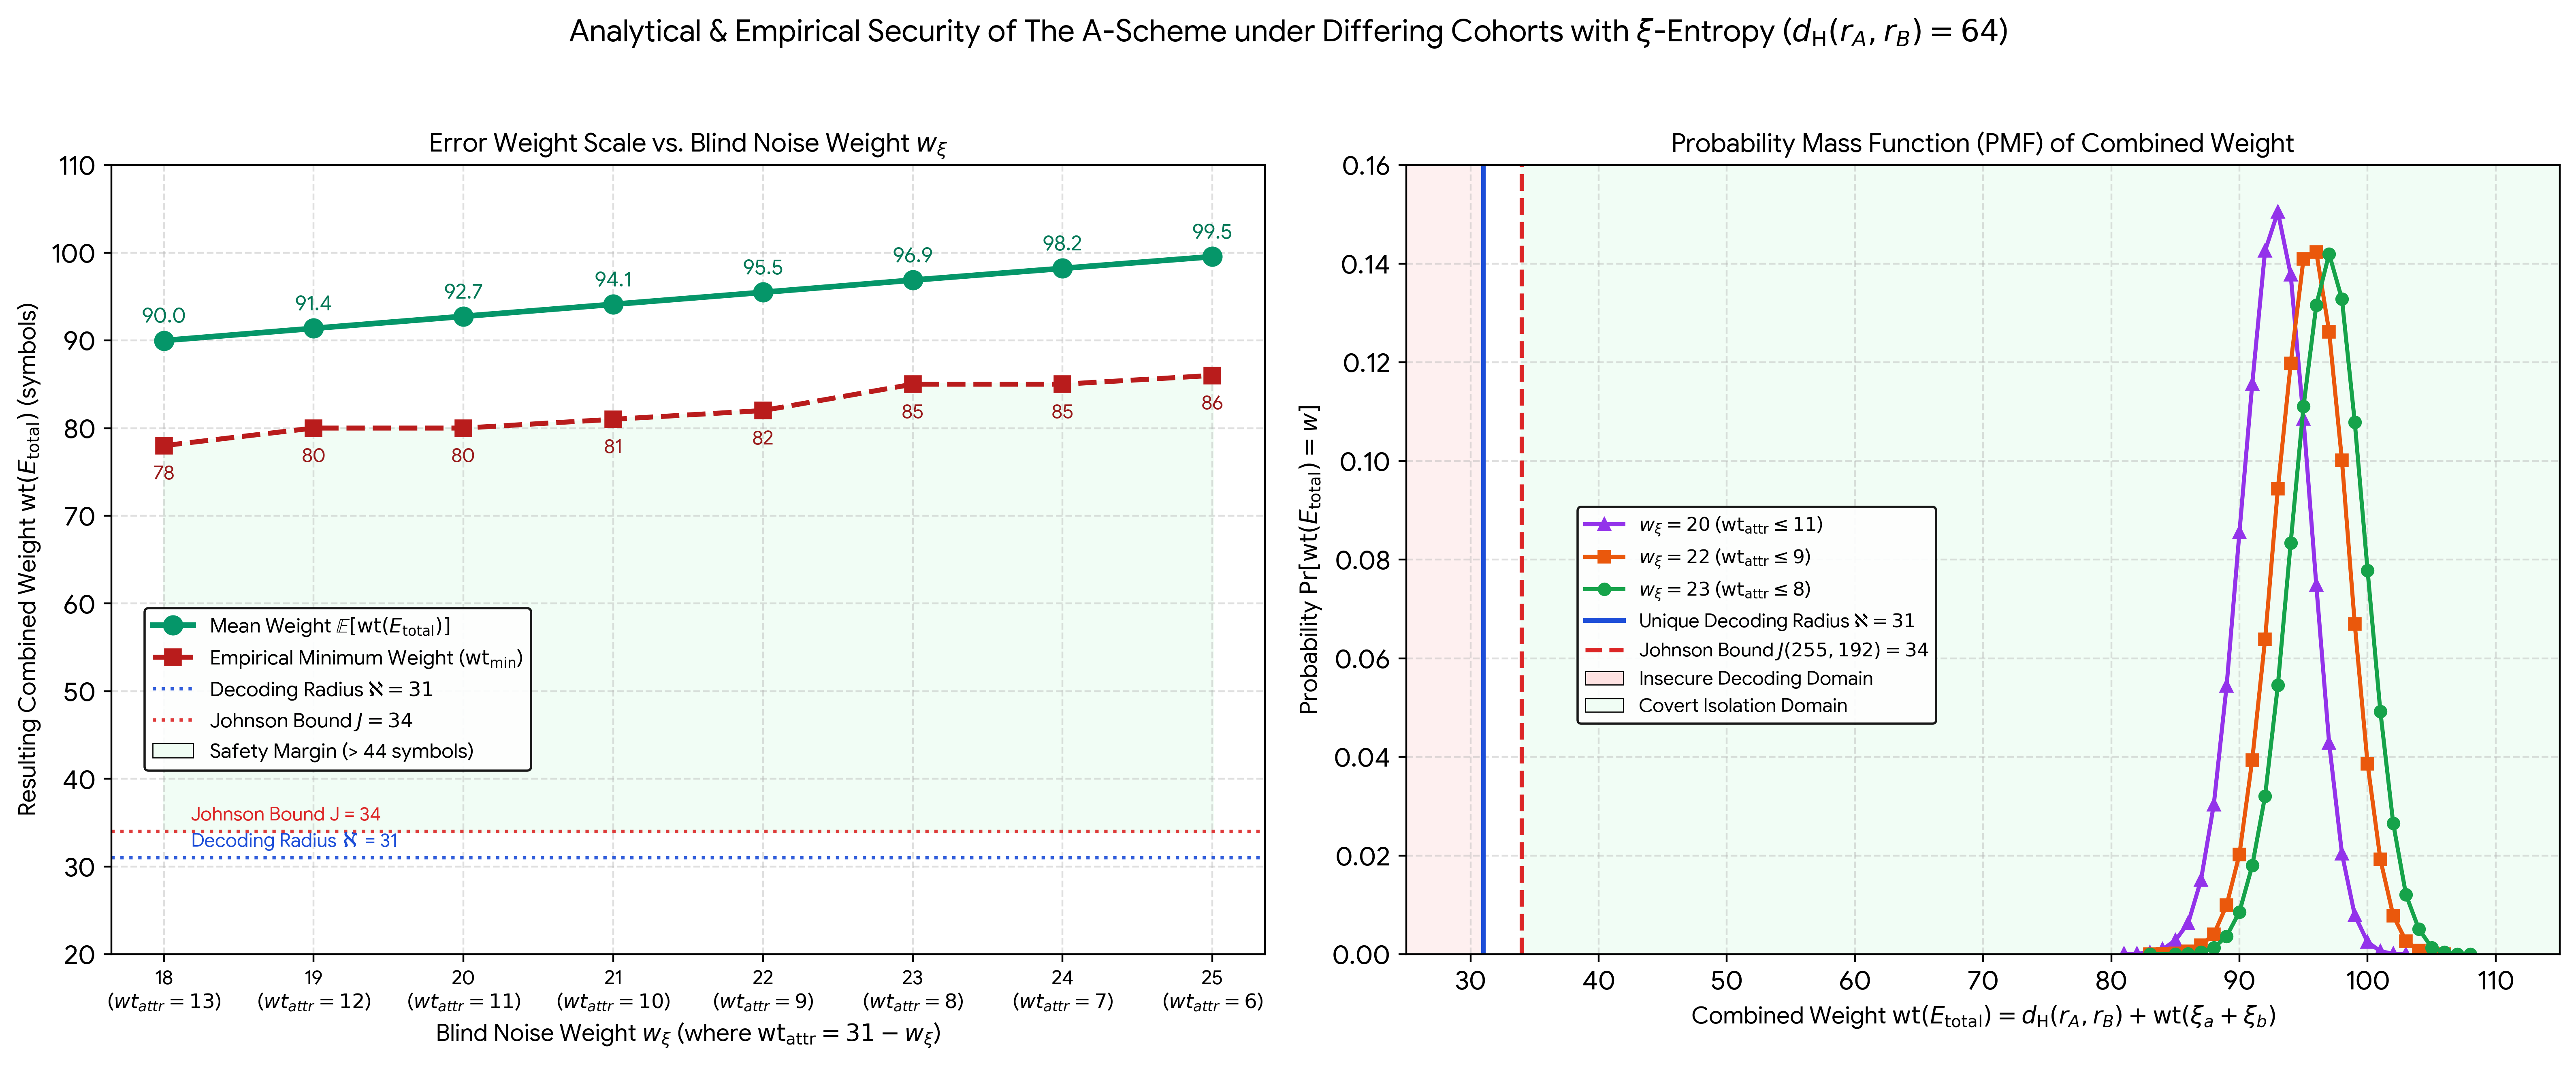 Analytical & Empirical Security of The A-Scheme under Differing Cohorts with ξ-Entropy (d_H(r_A, r_B) = 64)
Error Weight Scale vs. Blind Noise Weight w_ξ
Resulting Combined Weight wt(E_total) (symbols)
110
100
90
80
70
60
50
40
30
20
90.0
91.4
92.7
94.1
95.5
96.9
98.2
99.5
78
80
80
81
82
85
85
86
Mean Weight 𝔼[wt(E_total)]
Empirical Minimum Weight (wt_min)
Decoding Radius ℵ = 31
Johnson Bound J = 34
Safety Margin (> 44 symbols)
Johnson Bound J = 34
Decoding Radius ℵ = 31
18 19 20 21 22 23 24 25
(wt_attr = 13) (wt_attr = 12) (wt_attr = 11) (wt_attr = 10) (wt_attr = 9) (wt_attr = 8) (wt_attr = 7) (wt_attr = 6)
Blind Noise Weight w_ξ (where wt_attr = 31 − w_ξ)
Probability Mass Function (PMF) of Combined Weight
Probability Pr[wt(E_total) = w]
0.16
0.14
0.12
0.10
0.08
0.06
0.04
0.02
0.00
w_ξ = 20 (wt_attr ≤ 11)
w_ξ = 22 (wt_attr ≤ 9)
w_ξ = 23 (wt_attr ≤ 8)
Unique Decoding Radius ℵ = 31
Johnson Bound J(255, 192) = 34
Insecure Decoding Domain
Covert Isolation Domain
30 40 50 60 70 80 90 100 110
Combined Weight wt(E_total) = d_H(r_A, r_B) + wt(ξ_a + ξ_b)